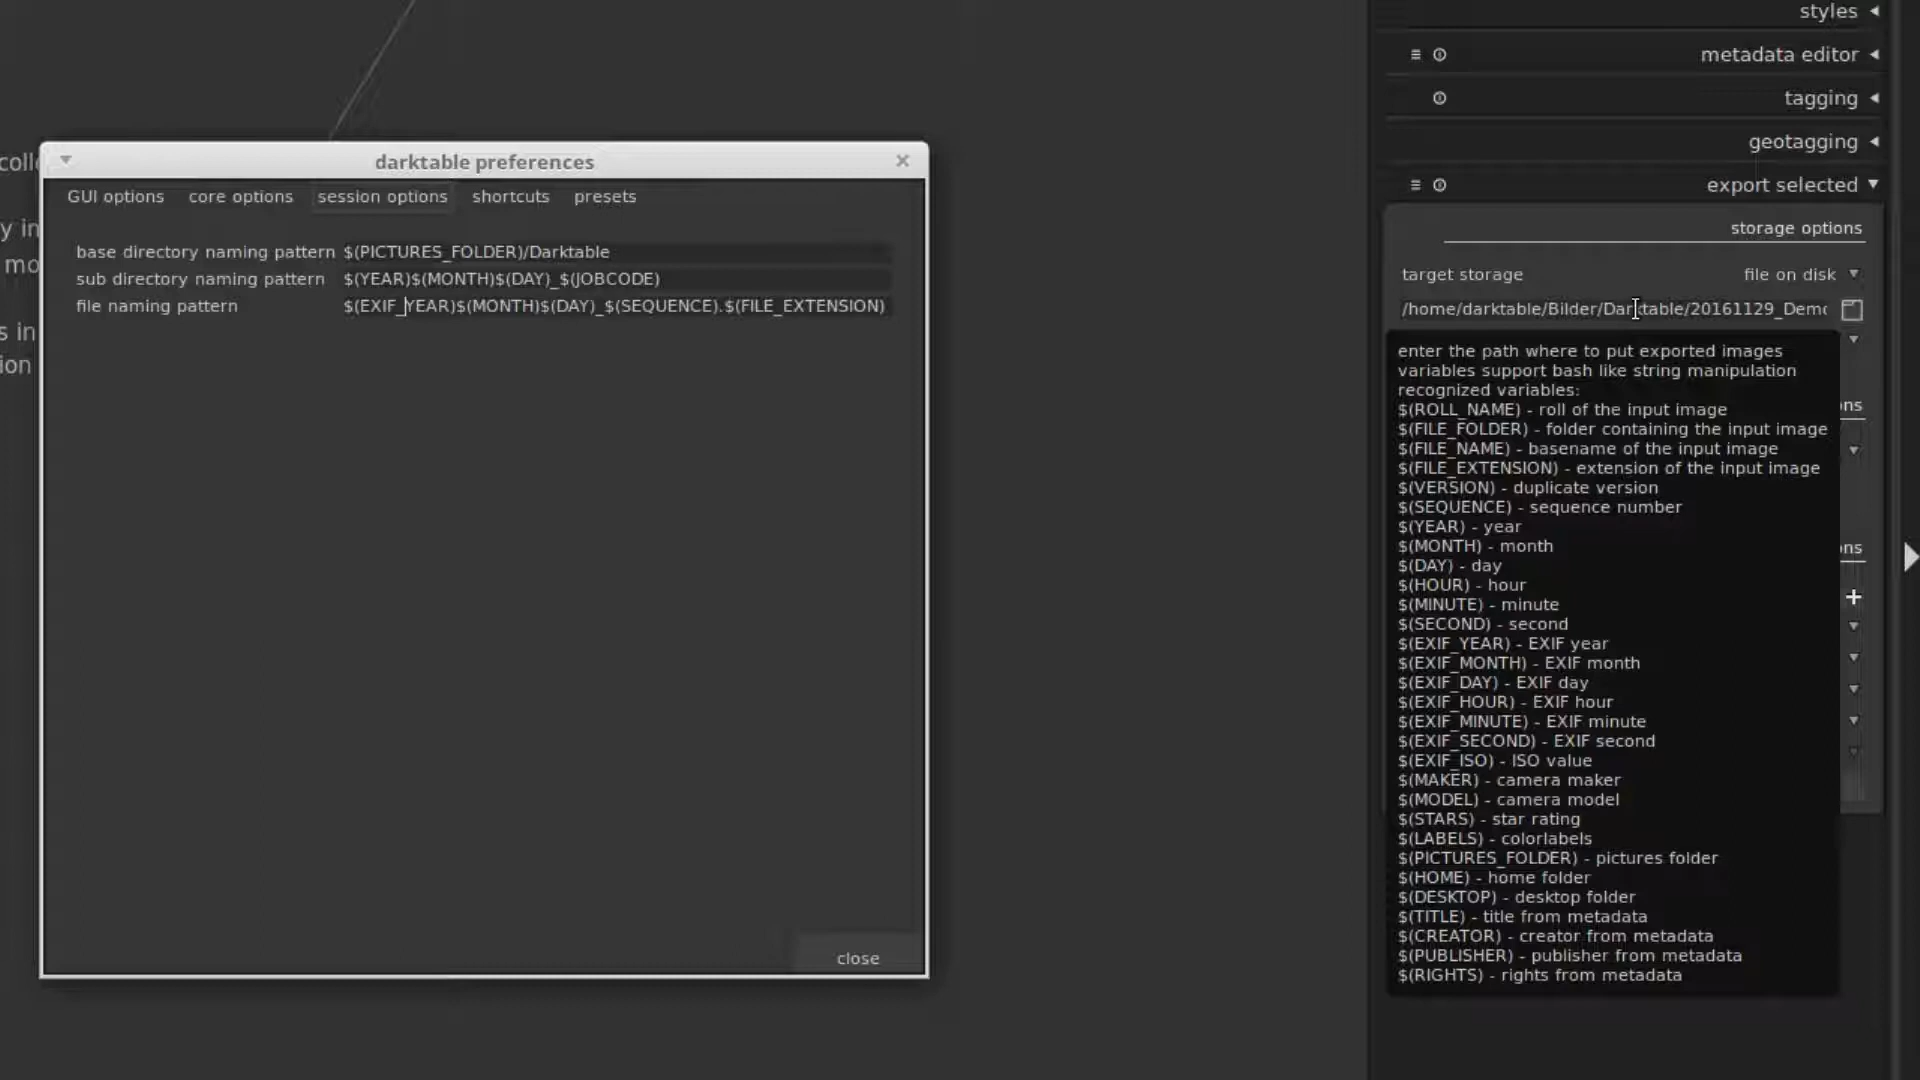 styles
metadata editor
tagging
geotagging
export selected
storage options
target storage file on disk
/home/darktable/Bilder/Darktable/20161129_Demo
enter the path where to put exported images
variables support bash like string manipulation
recognized variables:
$(ROLL_NAME) - roll of the input image
$(FILE_FOLDER) - folder containing the input image
$(FILE_NAME) - basename of the input image
$(FILE_EXTENSION) - extension of the input image
$(VERSION) - duplicate version
$(SEQUENCE) - sequence number
$(YEAR) - year
$(MONTH) - month
$(DAY) - day
$(HOUR) - hour
$(MINUTE) - minute
$(SECOND) - second
$(EXIF_YEAR) - EXIF year
$(EXIF_MONTH) - EXIF month
$(EXIF_DAY) - EXIF day
$(EXIF_HOUR) - EXIF hour
$(EXIF_MINUTE) - EXIF minute
$(EXIF_SECOND) - EXIF second
$(EXIF_ISO) - ISO value
$(MAKER) - camera maker
$(MODEL) - camera model
$(STARS) - star rating
$(LABELS) - colorlabels
$(PICTURES_FOLDER) - pictures folder
$(HOME) - home folder
$(DESKTOP) - desktop folder
$(TITLE) - title from metadata
$(CREATOR) - creator from metadata
$(PUBLISHER) - publisher from metadata
$(RIGHTS) - rights from metadata
darktable preferences
GUI options core options session options shortcuts presets
base directory naming pattern $(PICTURES_FOLDER)/Darktable
sub directory naming pattern $(YEAR)$(MONTH)$(DAY)_$(JOBCODE)
file naming pattern $(EXIF_YEAR)$(MONTH)$(DAY)_$(SEQUENCE).$(FILE_EXTENSION)
close